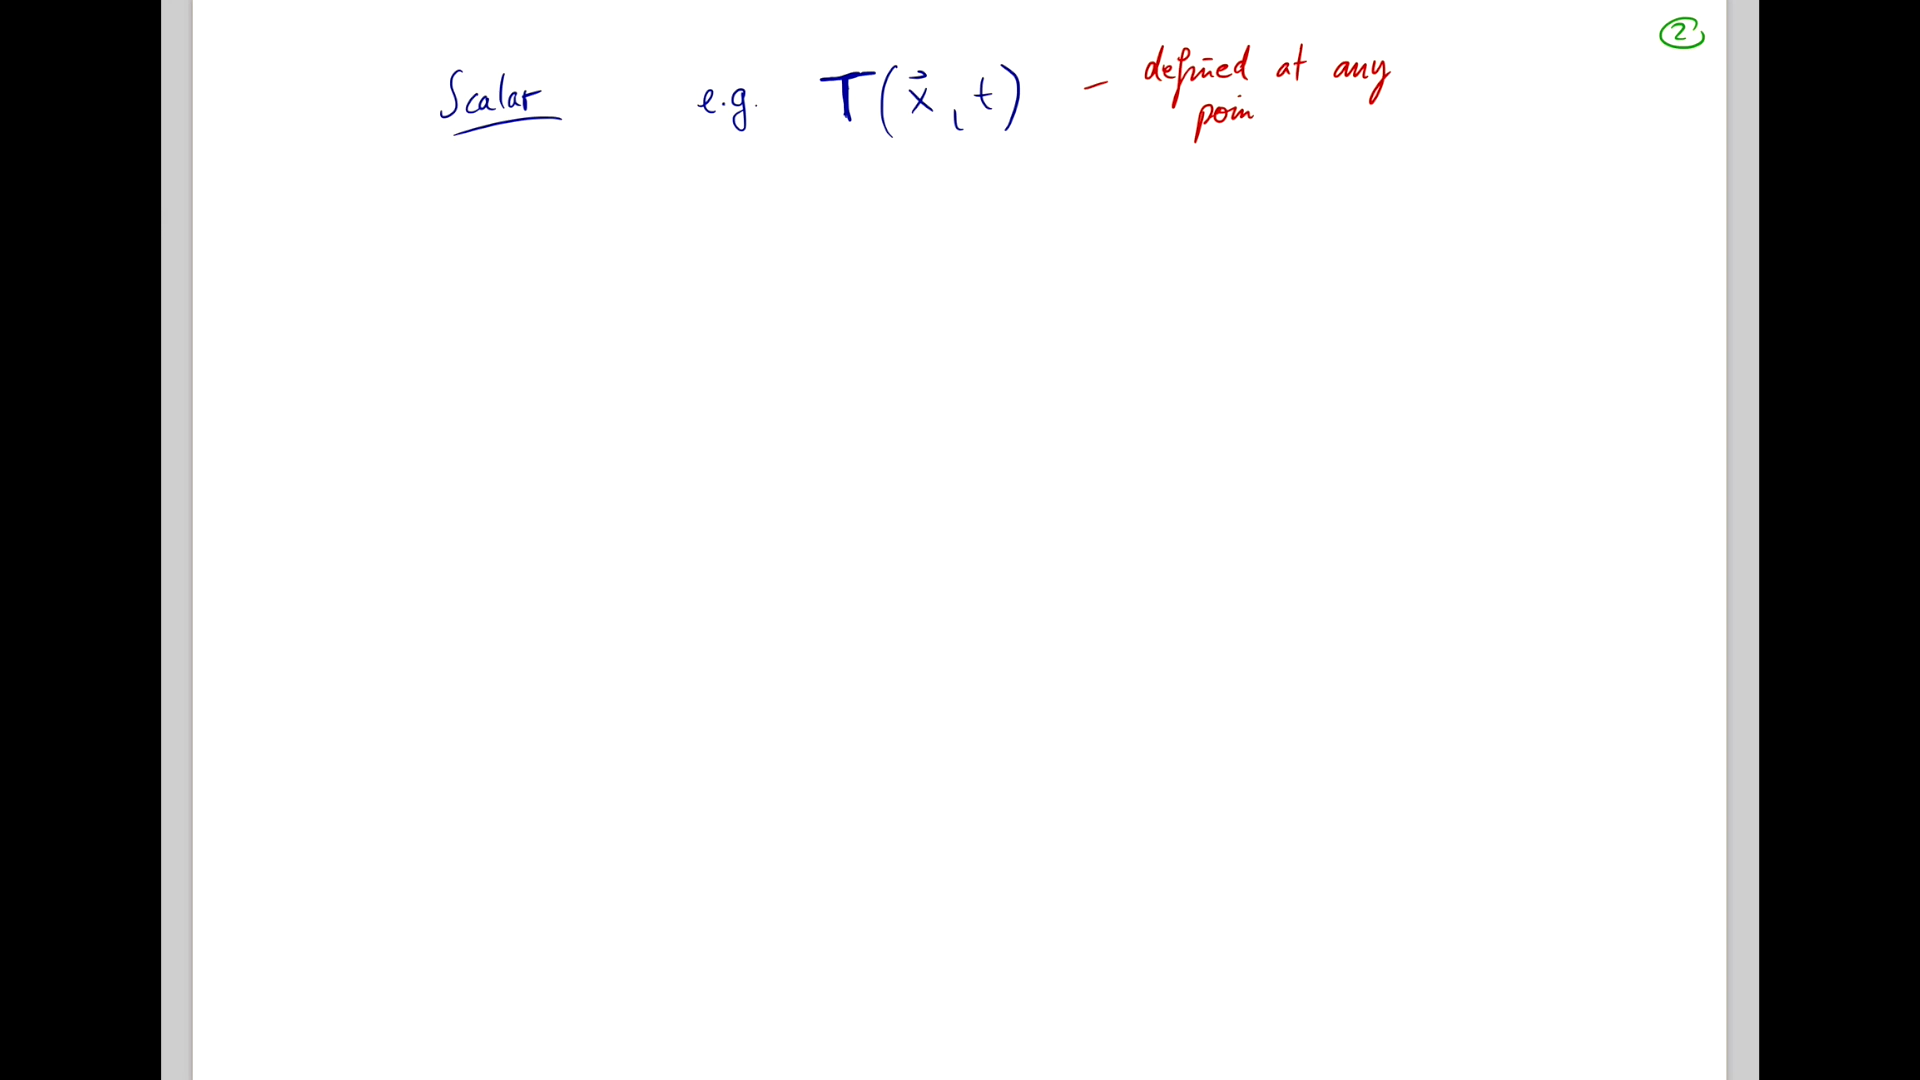 ②
Scalar e.g. T(x⃗, t) – defined at any
poin